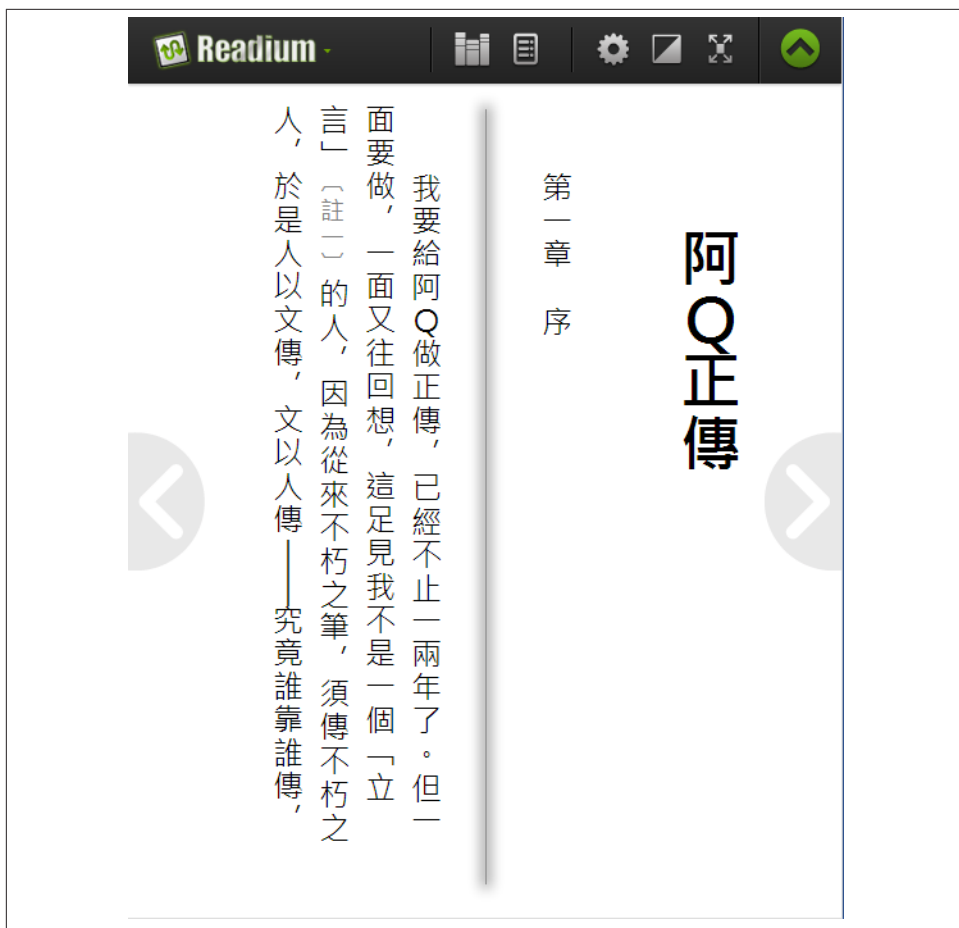 Readium
阿Q正傳
第一章　序
我要給阿Q做正傳，已經不止一兩年了。但一
面要做，一面又往回想，這足見我不是一個「立
言」〔註一〕的人，因為從來不朽之筆，須傳不朽之
人，於是人以文傳，文以人傳——究竟誰靠誰傳，